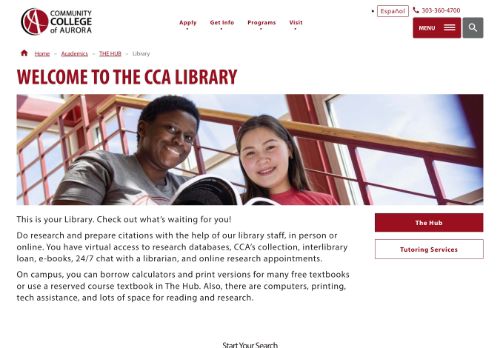 COMMUNITY
COLLEGE
of AURORA
Apply Get Info Programs Visit
Español 303-360-4700
MENU
Home » Academics » THE HUB » Library
WELCOME TO THE CCA LIBRARY
This is your Library. Check out what's waiting for you!
Do research and prepare citations with the help of our library staff, in person or
online. You have virtual access to research databases, CCA's collection, interlibrary
loan, e-books, 24/7 chat with a librarian, and online research appointments.
On campus, you can borrow calculators and print versions for many free textbooks
or use a reserved course textbook in The Hub. Also, there are computers, printing,
tech assistance, and lots of space for reading and research.
The Hub
Tutoring Services
Start Your Search